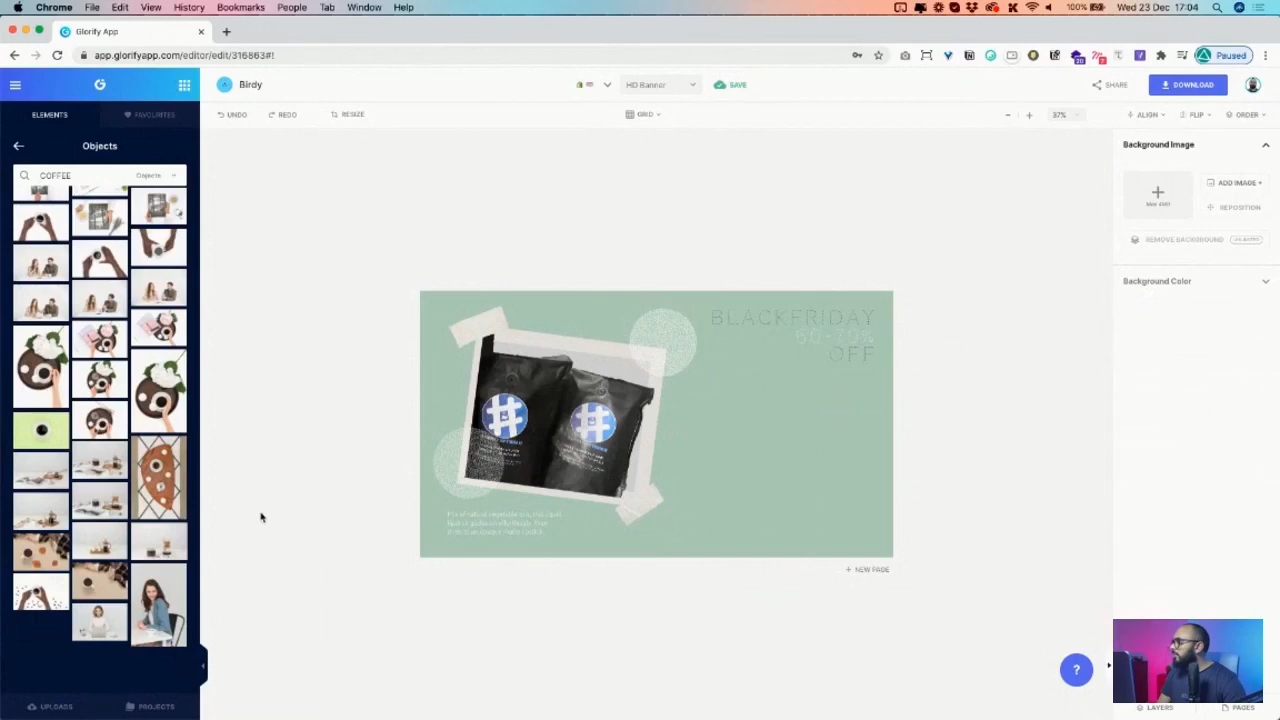 Chrome File Edit View History Bookmarks People Tab Window Help
100% Wed 23 Dec 17:04
Glorify App
app.glorifyapp.com/editor/edit/316863#!
Paused
Birdy
HD Banner
SAVE
SHARE
DOWNLOAD
ELEMENTS
FAVOURITES
UNDO
REDO
RESIZE
GRID
37%
ALIGN
FLIP
ORDER
Objects
COFFEE
Objects
Background Image
ADD IMAGE
REPOSITION
REMOVE BACKGROUND
Background Color
BLACKFRIDAY
OFF
NEW PAGE
?
UPLOADS
PROJECTS
LAYERS
PAGES